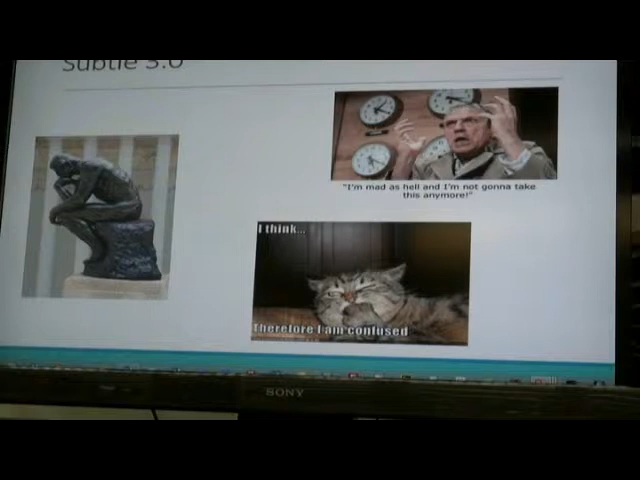 Subtle 3.0
"I'm mad as hell and I'm not gonna take
this anymore!"
I think...
Therefore I am confused
SONY